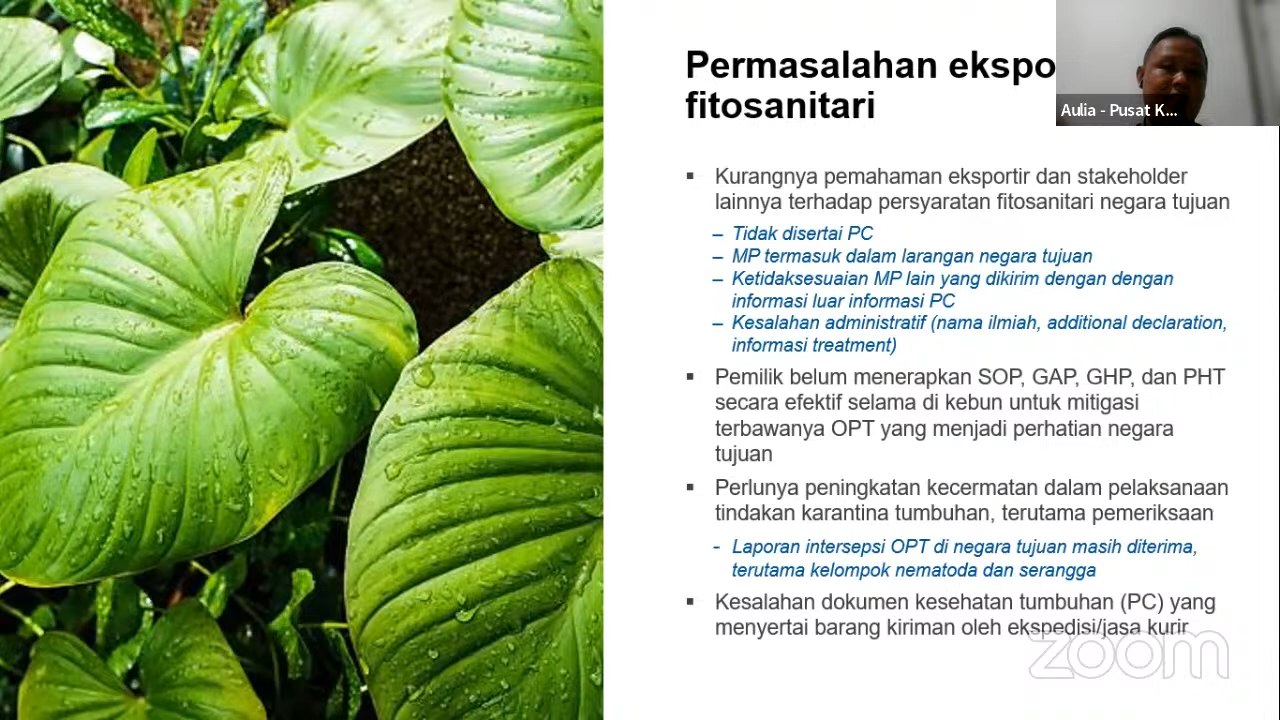 Permasalahan ekspo
fitosanitari
Aulia - Pusat K...
▪ Kurangnya pemahaman eksportir dan stakeholder
lainnya terhadap persyaratan fitosanitari negara tujuan
– Tidak disertai PC
– MP termasuk dalam larangan negara tujuan
– Ketidaksesuaian MP lain yang dikirim dengan dengan
informasi luar informasi PC
– Kesalahan administratif (nama ilmiah, additional declaration,
informasi treatment)
▪ Pemilik belum menerapkan SOP, GAP, GHP, dan PHT
secara efektif selama di kebun untuk mitigasi
terbawanya OPT yang menjadi perhatian negara
tujuan
▪ Perlunya peningkatan kecermatan dalam pelaksanaan
tindakan karantina tumbuhan, terutama pemeriksaan
- Laporan intersepsi OPT di negara tujuan masih diterima,
terutama kelompok nematoda dan serangga
▪ Kesalahan dokumen kesehatan tumbuhan (PC) yang
menyertai barang kiriman oleh ekspedisi/jasa kurir
zoom